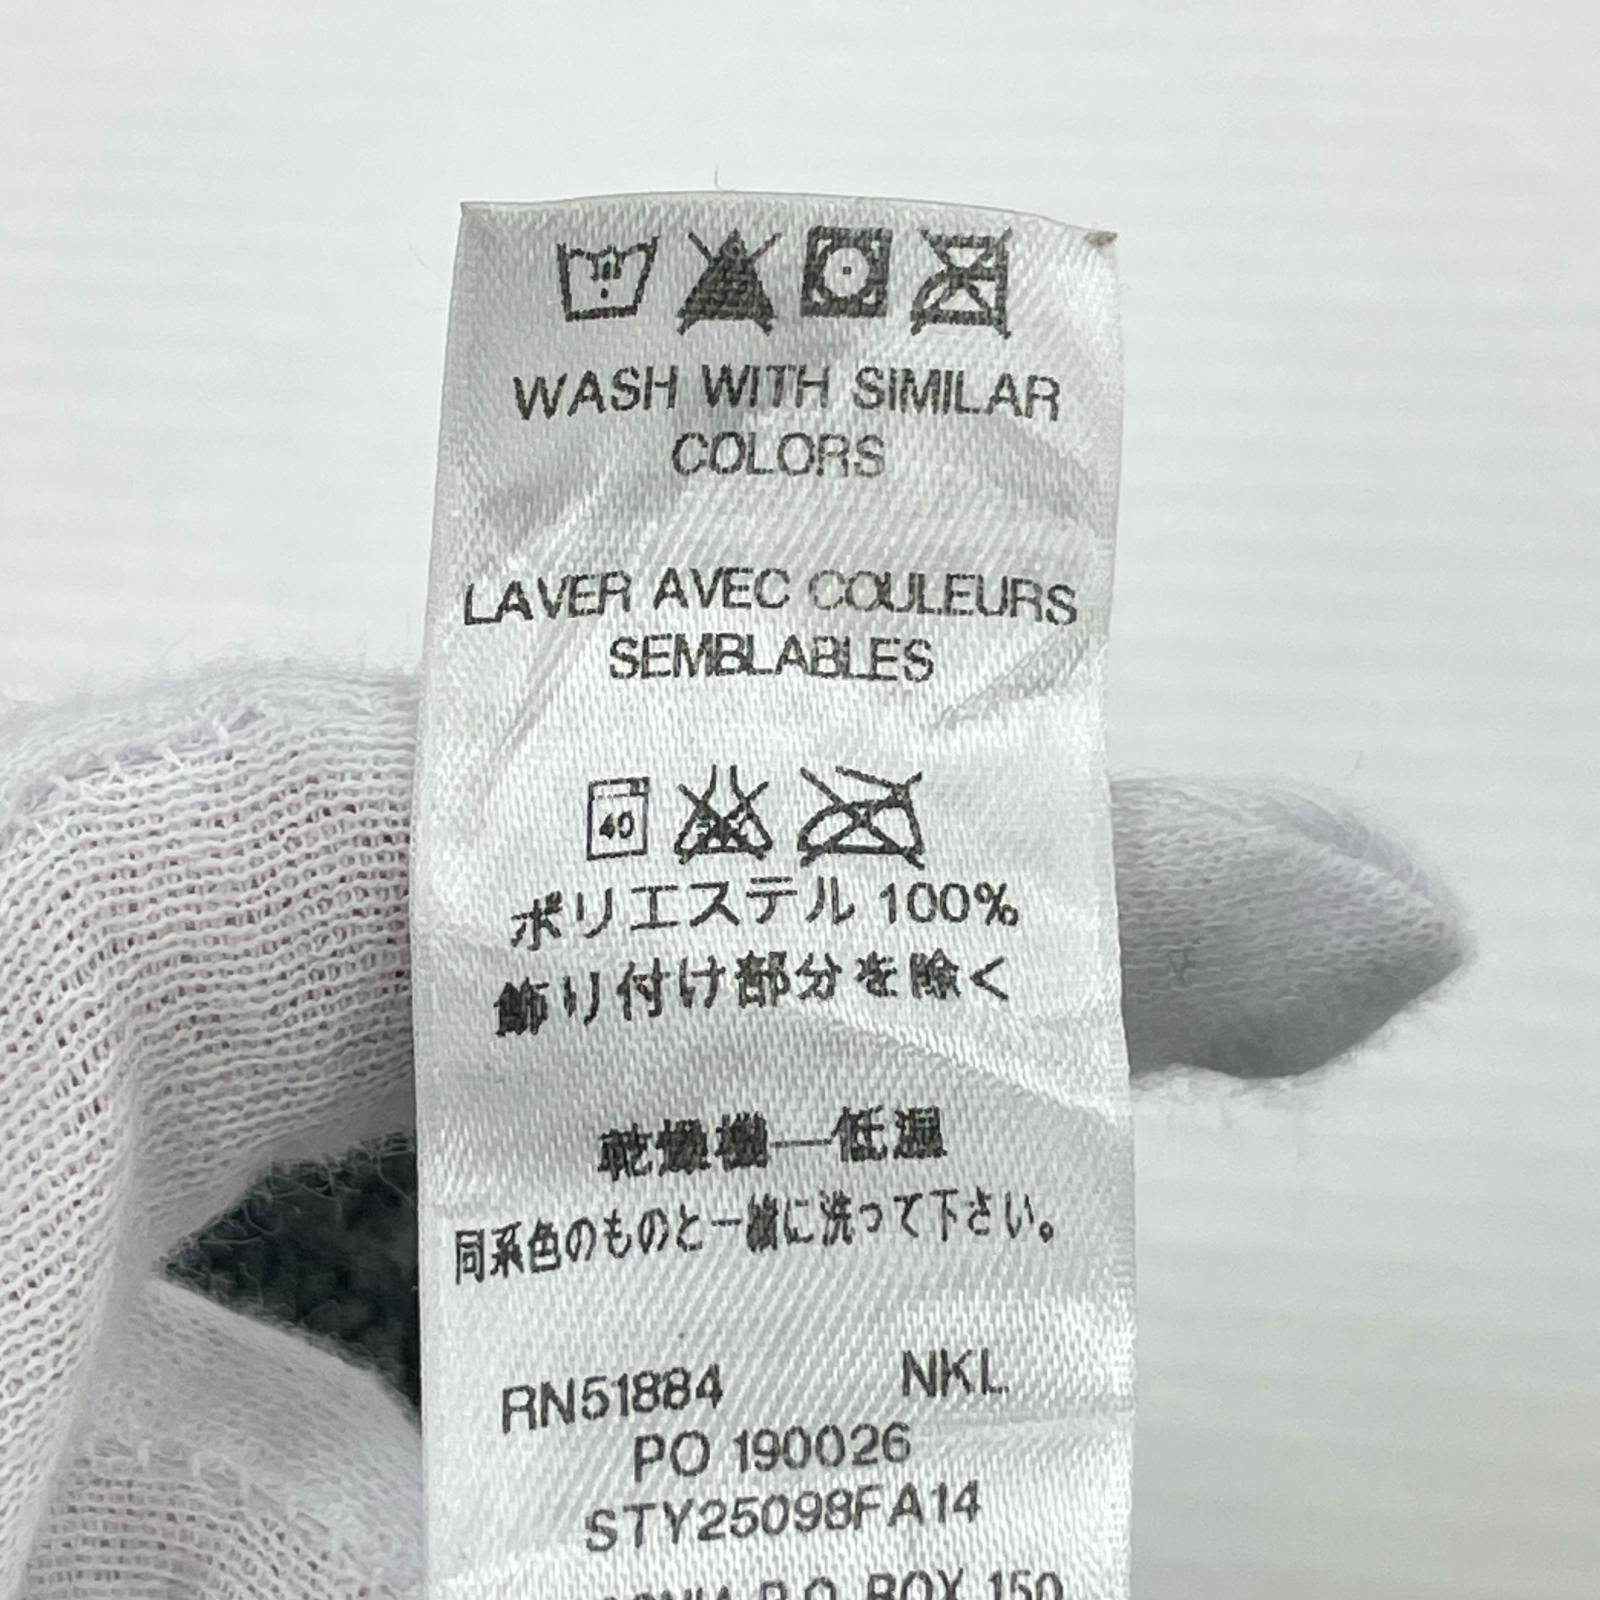 WASH WITH SIMILAR
COLORS
LAVER AVEC COULEURS
SEMBLABLES
40
ポリエステル 100%
飾り付け部分を除く
乾燥機—低温
同系色のものと一緒に洗って下さい。
RN51884 NKL
PO 190026
STY25098FA14
P.O. BOX 150